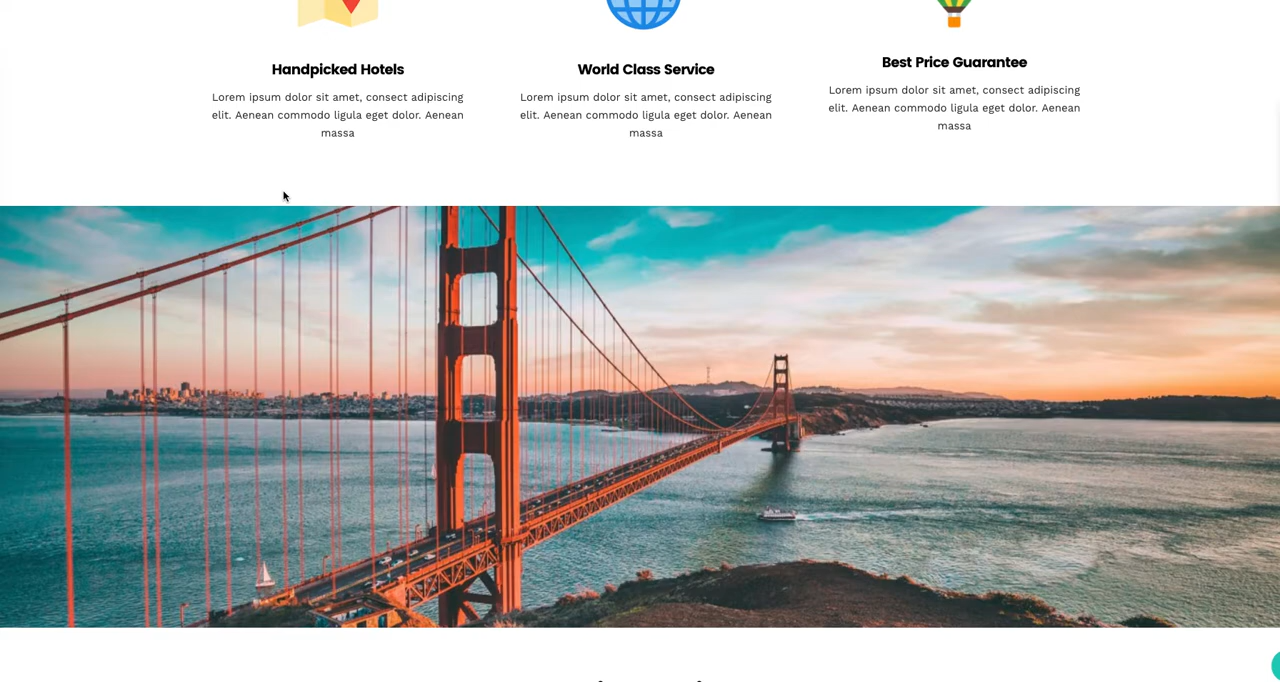 Handpicked Hotels
Lorem ipsum dolor sit amet, consect adipiscing
elit. Aenean commodo ligula eget dolor. Aenean
massa
World Class Service
Lorem ipsum dolor sit amet, consect adipiscing
elit. Aenean commodo ligula eget dolor. Aenean
massa
Best Price Guarantee
Lorem ipsum dolor sit amet, consect adipiscing
elit. Aenean commodo ligula eget dolor. Aenean
massa